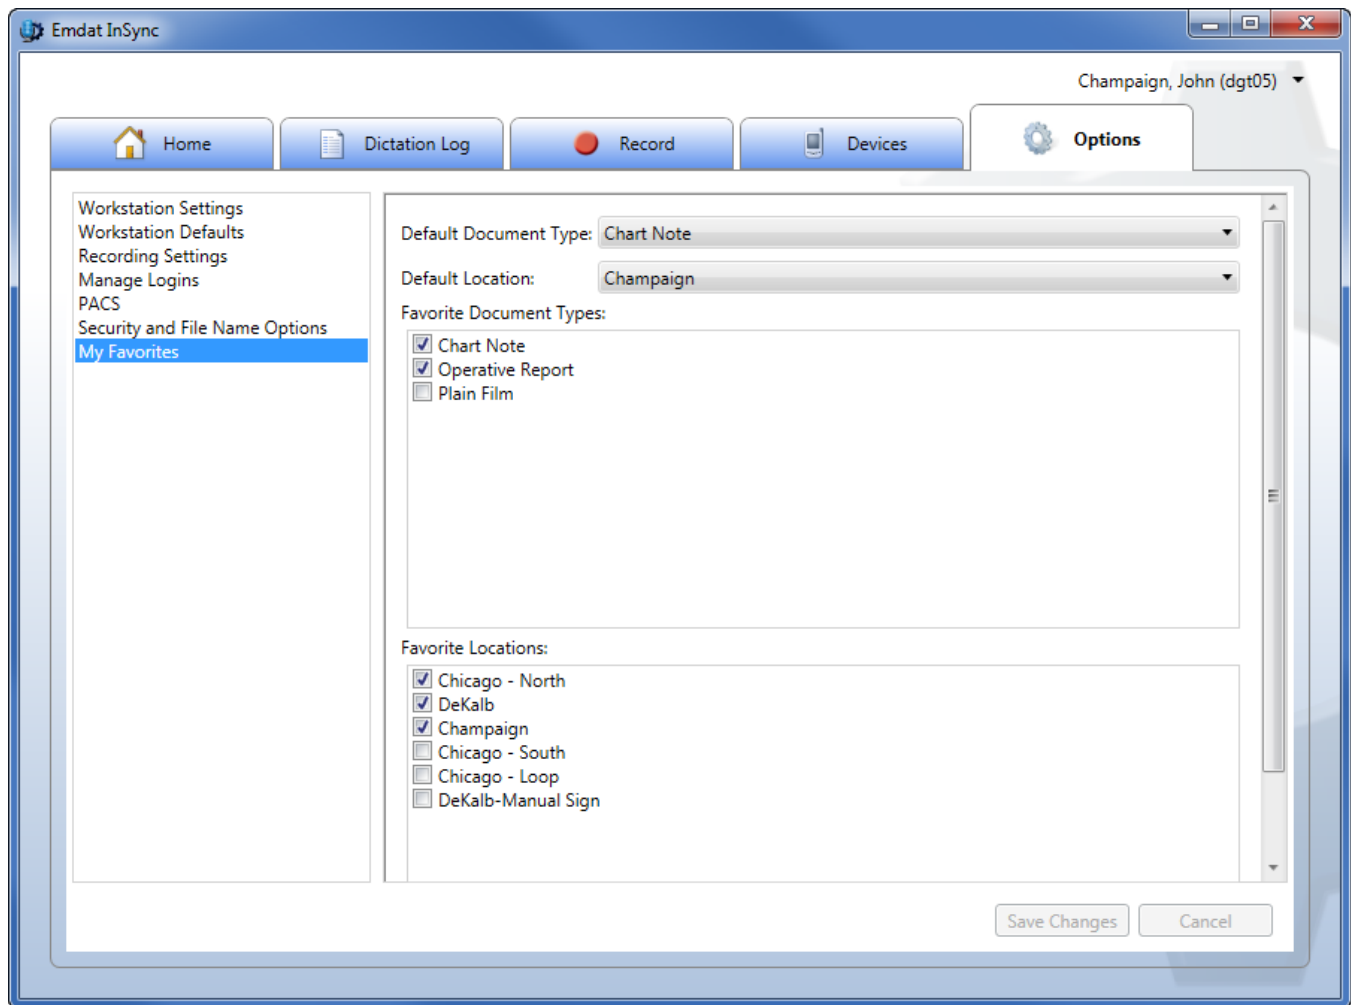 Emdat InSync
Champaign, John (dgt05)
Home
Dictation Log
Record
Devices
Options
Workstation Settings
Workstation Defaults
Recording Settings
Manage Logins
PACS
Security and File Name Options
My Favorites
Default Document Type: Chart Note
Default Location: Champaign
Favorite Document Types:
Chart Note
Operative Report
Plain Film
Favorite Locations:
Chicago - North
DeKalb
Champaign
Chicago - South
Chicago - Loop
DeKalb-Manual Sign
Save Changes
Cancel